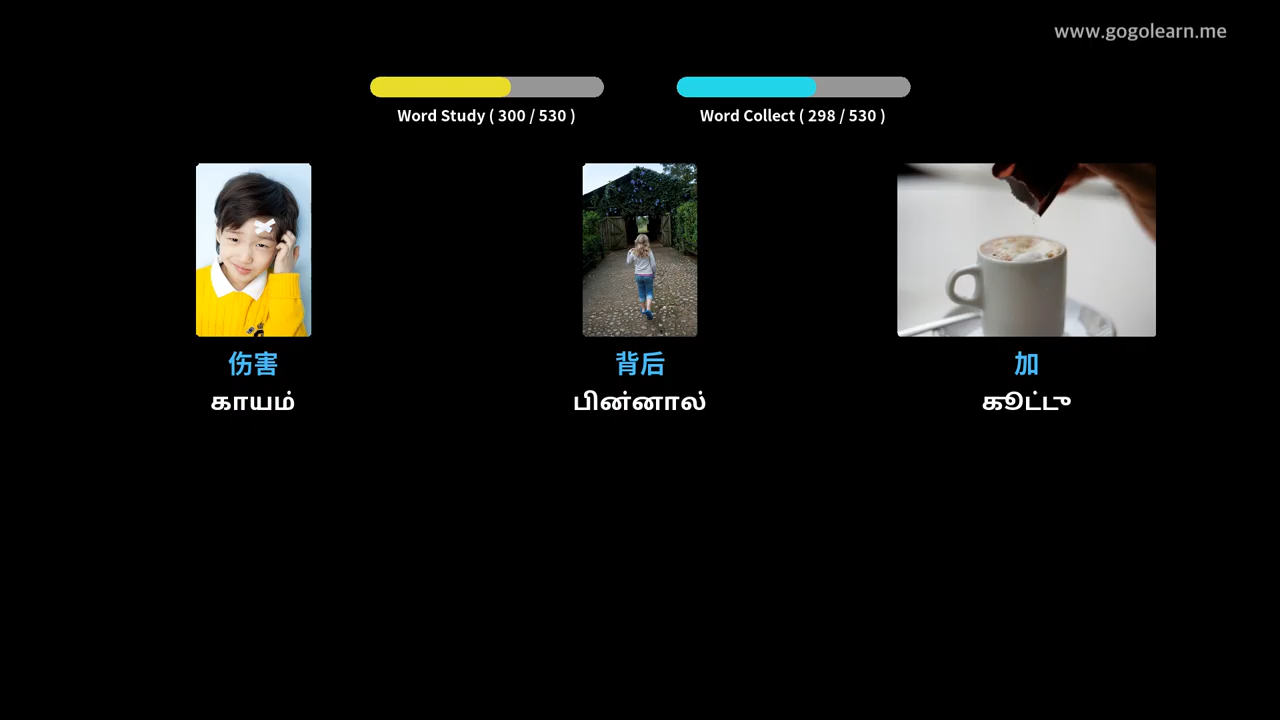 www.gogolearn.me
Word Study ( 300 / 530 )
Word Collect ( 298 / 530 )
伤害
காயம்
背后
பின்னால்
加
கூட்டு